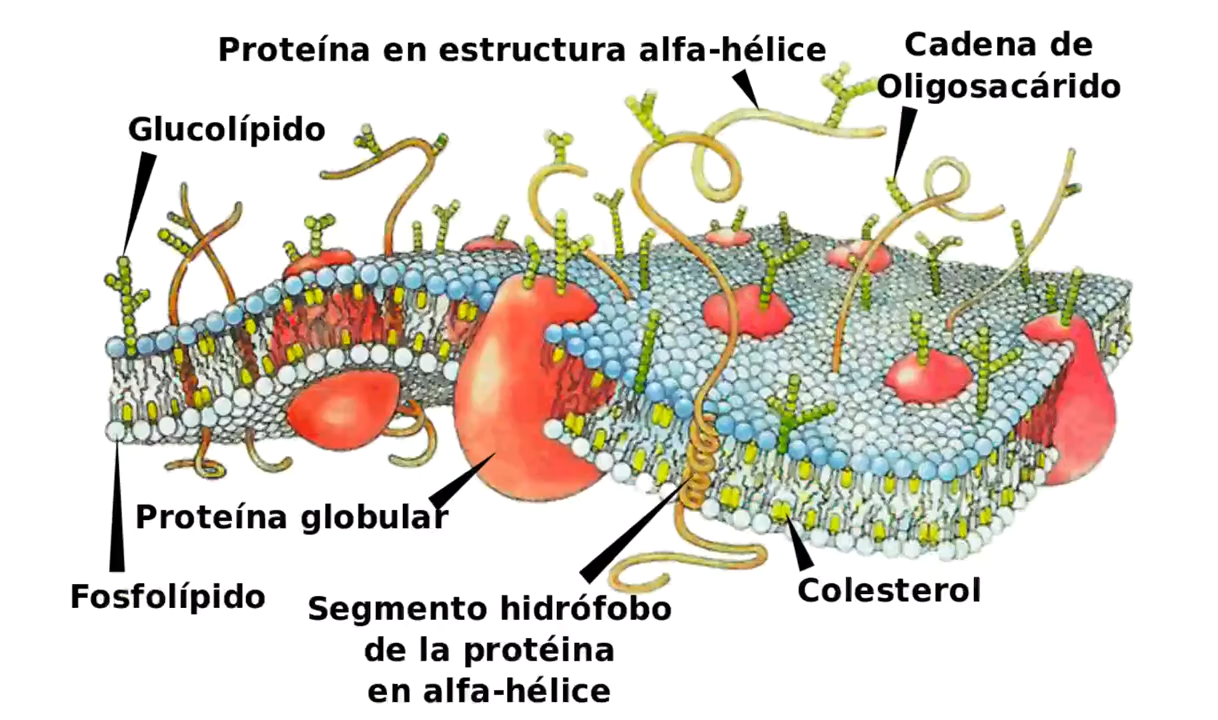 Proteína en estructura alfa-hélice
Cadena de
Oligosacárido
Glucolípido
Proteína globular
Fosfolípido
Segmento hidrófobo
de la protéina
en alfa-hélice
Colesterol